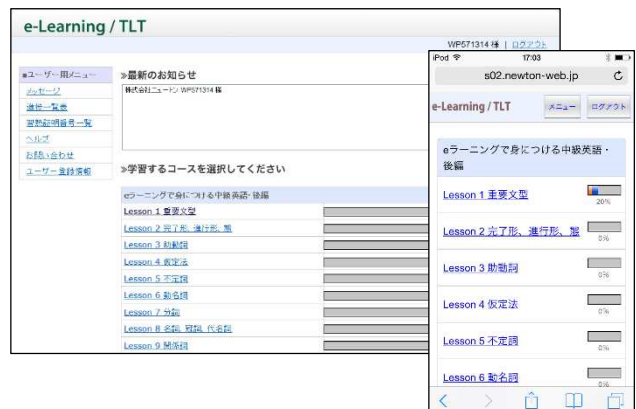 e-Learning / TLT
WP571314 様 | ログアウト
■ユーザー用メニュー
メッセージ
進捗一覧表
習熟証明番号一覧
ヘルプ
お問い合わせ
ユーザー登録情報
»最新のお知らせ
株式会社ニュートン WP571314 様
»学習するコースを選択してください
eラーニングで身につける中級英語・後編
Lesson 1 重要文型
Lesson 2 完了形、進行形、態
Lesson 3 助動詞
Lesson 4 仮定法
Lesson 5 不定詞
Lesson 6 動名詞
Lesson 7 分詞
Lesson 8 名詞、冠詞、代名詞
Lesson 9 関係詞
iPod 17:03
s02.newton-web.jp
e-Learning / TLT メニュー ログアウト
eラーニングで身につける中級英語・
後編
Lesson 1 重要文型
20%
Lesson 2 完了形、進行形、態
0%
Lesson 3 助動詞
0%
Lesson 4 仮定法
0%
Lesson 5 不定詞
0%
Lesson 6 動名詞
0%